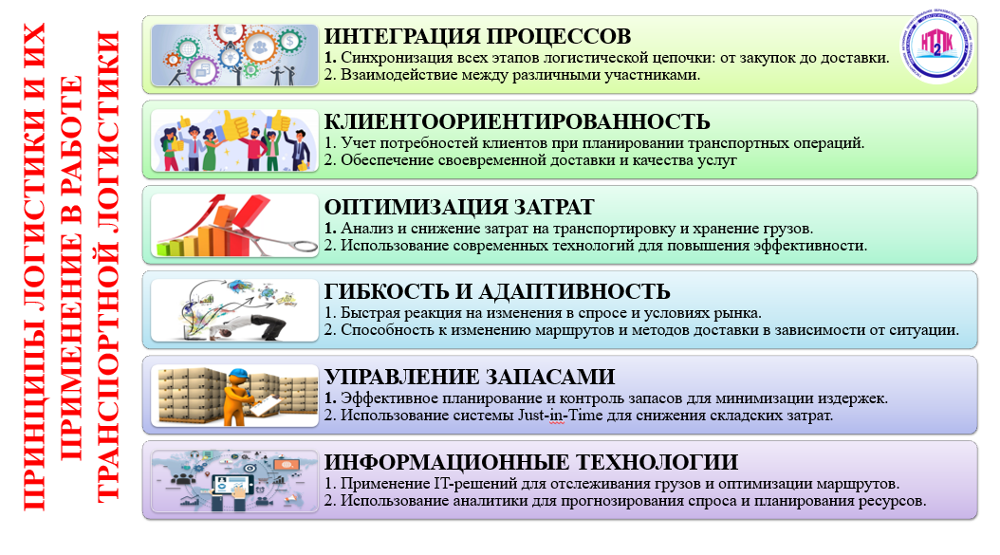 ПРИНЦИПЫ ЛОГИСТИКИ И ИХ
ПРИМЕНЕНИЕ В РАБОТЕ
ТРАНСПОРТНОЙ ЛОГИСТИКИ
ИНТЕГРАЦИЯ ПРОЦЕССОВ
1. Синхронизация всех этапов логистической цепочки: от закупок до доставки.
2. Взаимодействие между различными участниками.
НТПК
2
КЛИЕНТООРИЕНТИРОВАННОСТЬ
1. Учет потребностей клиентов при планировании транспортных операций.
2. Обеспечение своевременной доставки и качества услуг
ОПТИМИЗАЦИЯ ЗАТРАТ
1. Анализ и снижение затрат на транспортировку и хранение грузов.
2. Использование современных технологий для повышения эффективности.
ГИБКОСТЬ И АДАПТИВНОСТЬ
1. Быстрая реакция на изменения в спросе и условиях рынка.
2. Способность к изменению маршрутов и методов доставки в зависимости от ситуации.
УПРАВЛЕНИЕ ЗАПАСАМИ
1. Эффективное планирование и контроль запасов для минимизации издержек.
2. Использование системы Just-in-Time для снижения складских затрат.
ИНФОРМАЦИОННЫЕ ТЕХНОЛОГИИ
1. Применение IT-решений для отслеживания грузов и оптимизации маршрутов.
2. Использование аналитики для прогнозирования спроса и планирования ресурсов.